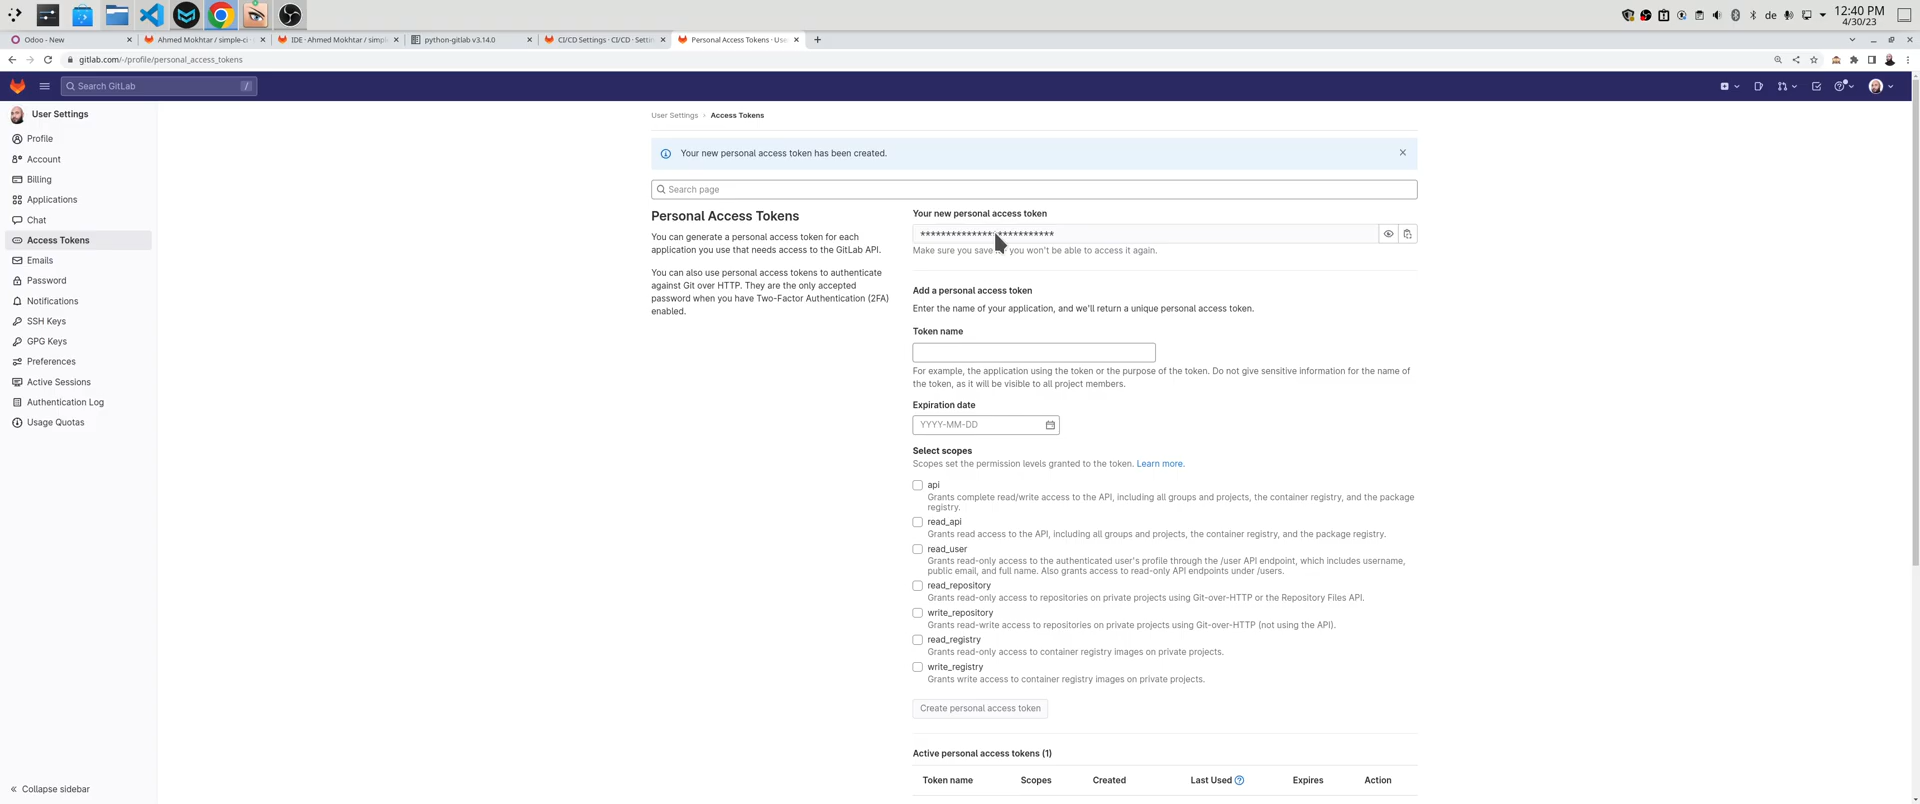 de
12:40 PM
4/30/23
Odoo - New
Ahmed Mokhtar / simple-ci
IDE · Ahmed Mokhtar / simpl
python-gitlab v3.14.0
CI/CD Settings · CI/CD · Settin
Personal Access Tokens · Use
gitlab.com/-/profile/personal_access_tokens
Search GitLab
/
User Settings
Profile
Account
Billing
Applications
Chat
Access Tokens
Emails
Password
Notifications
SSH Keys
GPG Keys
Preferences
Active Sessions
Authentication Log
Usage Quotas
« Collapse sidebar
User Settings › Access Tokens
Your new personal access token has been created.
Search page
Personal Access Tokens
You can generate a personal access token for each
application you use that needs access to the GitLab API.
You can also use personal access tokens to authenticate
against Git over HTTP. They are the only accepted
password when you have Two-Factor Authentication (2FA)
enabled.
Your new personal access token
**************************
Make sure you save you won't be able to access it again.
Add a personal access token
Enter the name of your application, and we'll return a unique personal access token.
Token name
For example, the application using the token or the purpose of the token. Do not give sensitive information for the name of
the token, as it will be visible to all project members.
Expiration date
YYYY-MM-DD
Select scopes
Scopes set the permission levels granted to the token. Learn more.
api
Grants complete read/write access to the API, including all groups and projects, the container registry, and the package
registry.
read_api
Grants read access to the API, including all groups and projects, the container registry, and the package registry.
read_user
Grants read-only access to the authenticated user's profile through the /user API endpoint, which includes username,
public email, and full name. Also grants access to read-only API endpoints under /users.
read_repository
Grants read-only access to repositories on private projects using Git-over-HTTP or the Repository Files API.
write_repository
Grants read-write access to repositories on private projects using Git-over-HTTP (not using the API).
read_registry
Grants read-only access to container registry images on private projects.
write_registry
Grants write access to container registry images on private projects.
Create personal access token
Active personal access tokens (1)
Token name Scopes Created Last Used Expires Action